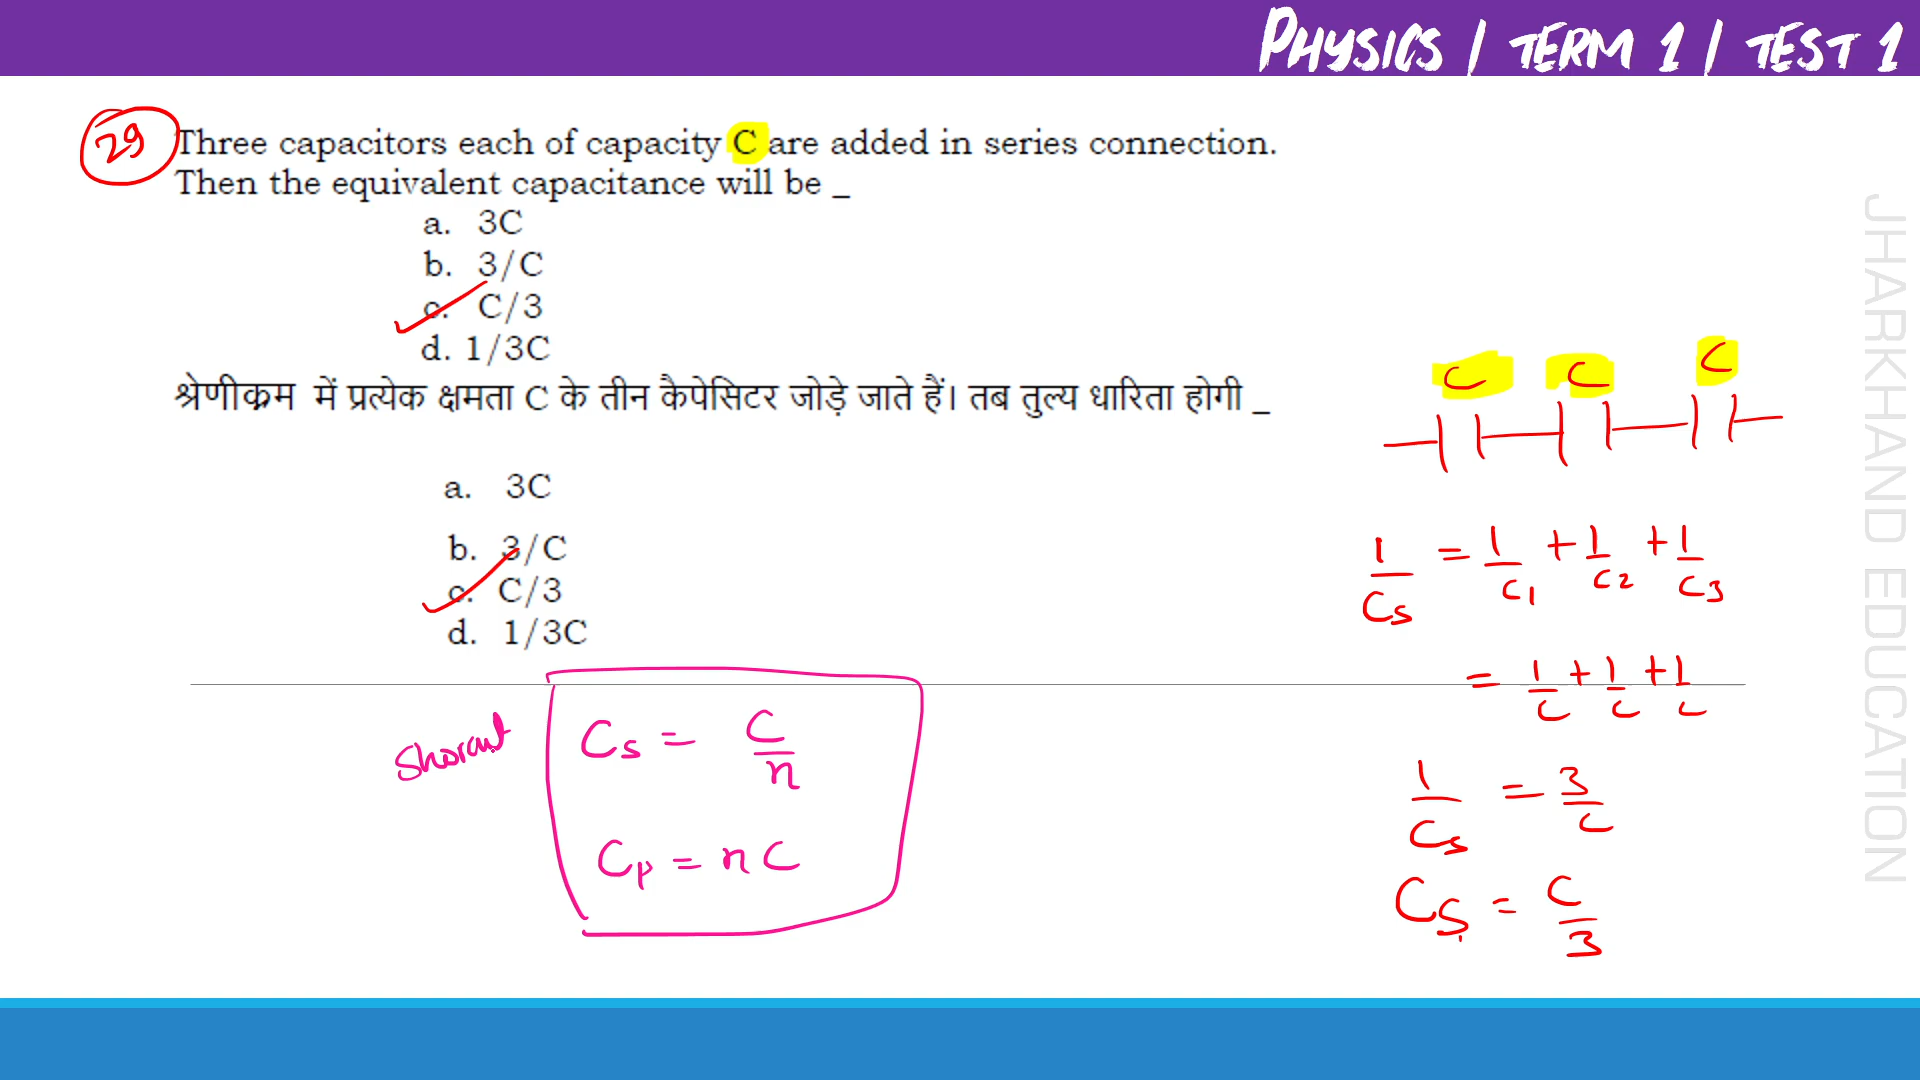 PHYSICS | TERM 1 | TEST 1
29
Three capacitors each of capacity C are added in series connection.
Then the equivalent capacitance will be _
a. 3C
b. 3/C
c. C/3
d. 1/3C
श्रेणीक्रम में प्रत्येक क्षमता C के तीन कैपेसिटर जोड़े जाते हैं। तब तुल्य धारिता होगी _
a. 3C
b. 3/C
c. C/3
d. 1/3C
Shorcut
Cs = C/n
Cp = nC
C C C
1/Cs = 1/C1 + 1/C2 + 1/C3
= 1/C + 1/C + 1/C
1/Cs = 3/C
Cs = C/3
JHARKHAND EDUCATION